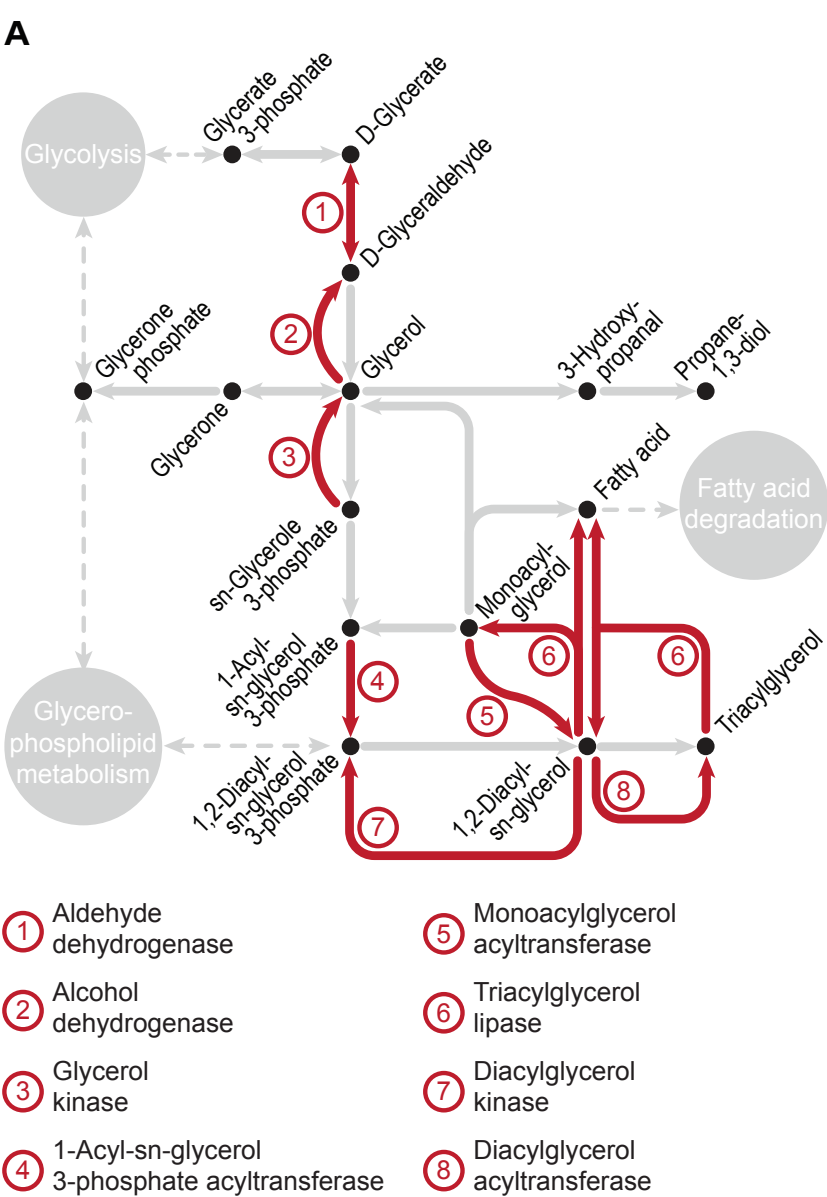 A
Glycolysis
Glycerate
3-phosphate
D-Glycerate
1
D-Glyceraldehyde
2
Glycerone
phosphate
Glycerol
3-Hydroxy-
propanal
Propane-
1,3-diol
Glycerone
3
Fatty acid
Fatty acid
degradation
sn-Glycerole
3-phosphate
Monoacyl-
glycerol
1-Acyl-
sn-glycerol
3-phosphate
4
5
6
6
Triacylglycerol
Glycero-
phospholipid
metabolism
1,2-Diacyl-
sn-glycerol
3-phosphate
7
1,2-Diacyl-
sn-glycerol
8
1 Aldehyde
dehydrogenase
2 Alcohol
dehydrogenase
3 Glycerol
kinase
4 1-Acyl-sn-glycerol
3-phosphate acyltransferase
5 Monoacylglycerol
acyltransferase
6 Triacylglycerol
lipase
7 Diacylglycerol
kinase
8 Diacylglycerol
acyltransferase